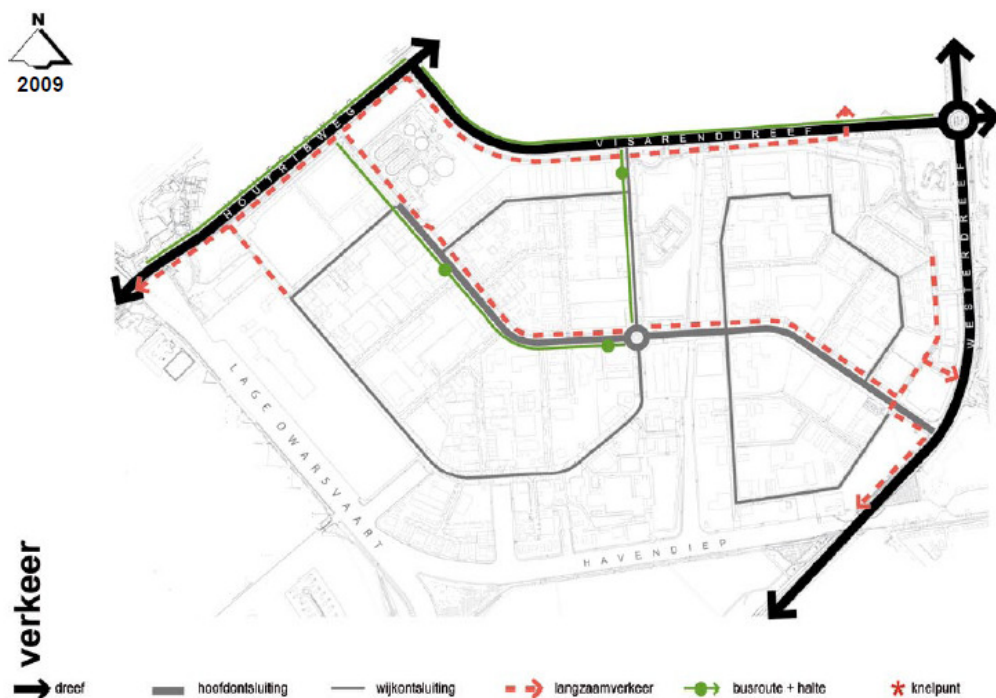 N
2009
HOUTRIBWEG
VISARENDDREEF
WESTERDREEF
LAGE DWARSVAART
HAVENDIEP
verkeer
dreef
hoofdontsluiting
wijkontsluiting
langzaamverkeer
busroute + halte
knelpunt